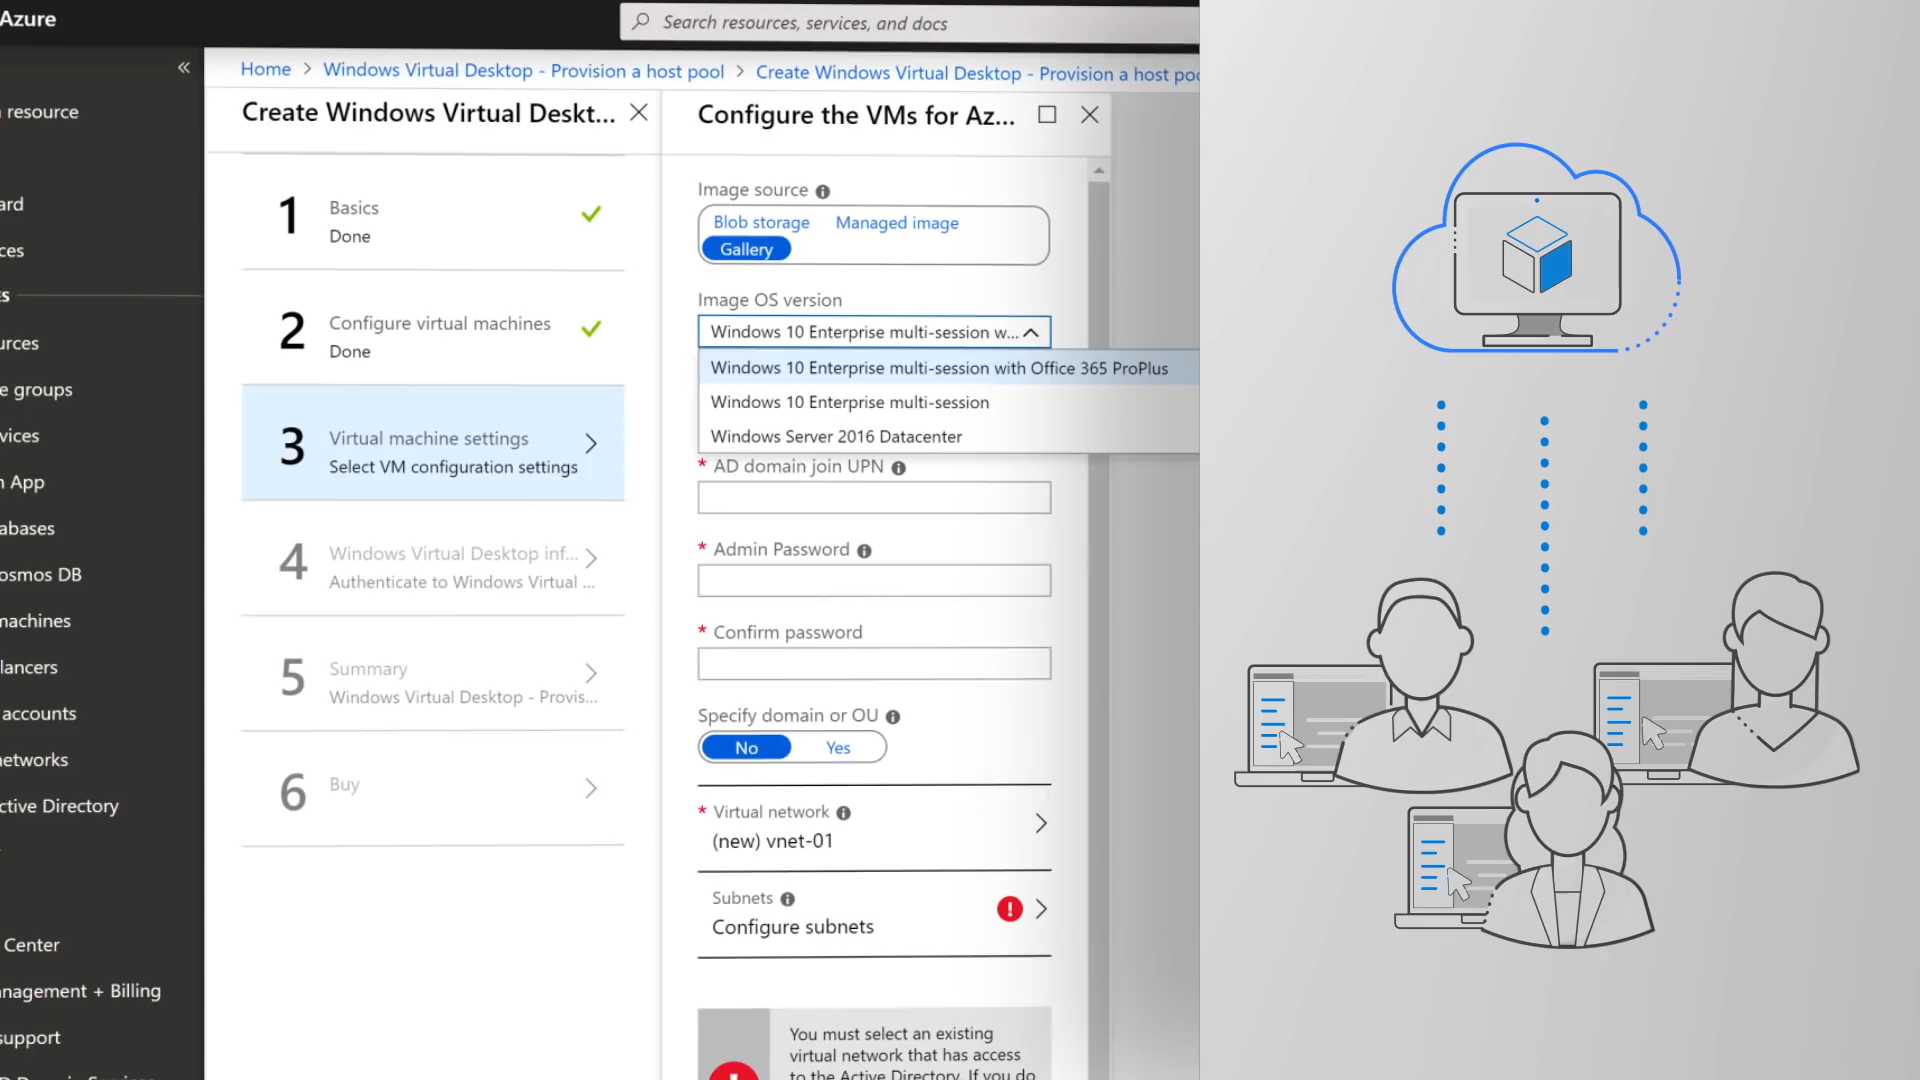 Azure
Search resources, services, and docs
resource
Home > Windows Virtual Desktop - Provision a host pool > Create Windows Virtual Desktop - Provision a host poo
Create Windows Virtual Deskt...
1
Basics
Done
2
Configure virtual machines
Done
3
Virtual machine settings
Select VM configuration settings
4
Windows Virtual Desktop inf...
Authenticate to Windows Virtual ...
5
Summary
Windows Virtual Desktop - Provis...
6
Buy
Configure the VMs for Az...
Image source
Blob storage Managed image
Gallery
Image OS version
Windows 10 Enterprise multi-session w...
Windows 10 Enterprise multi-session with Office 365 ProPlus
Windows 10 Enterprise multi-session
Windows Server 2016 Datacenter
* AD domain join UPN
* Admin Password
* Confirm password
Specify domain or OU
No Yes
* Virtual network
(new) vnet-01
Subnets
Configure subnets
You must select an existing
virtual network that has access
to the Active Directory. If you do
ard
ces
s
urces
e groups
vices
App
abases
osmos DB
machines
lancers
accounts
networks
ctive Directory
Center
nagement + Billing
support